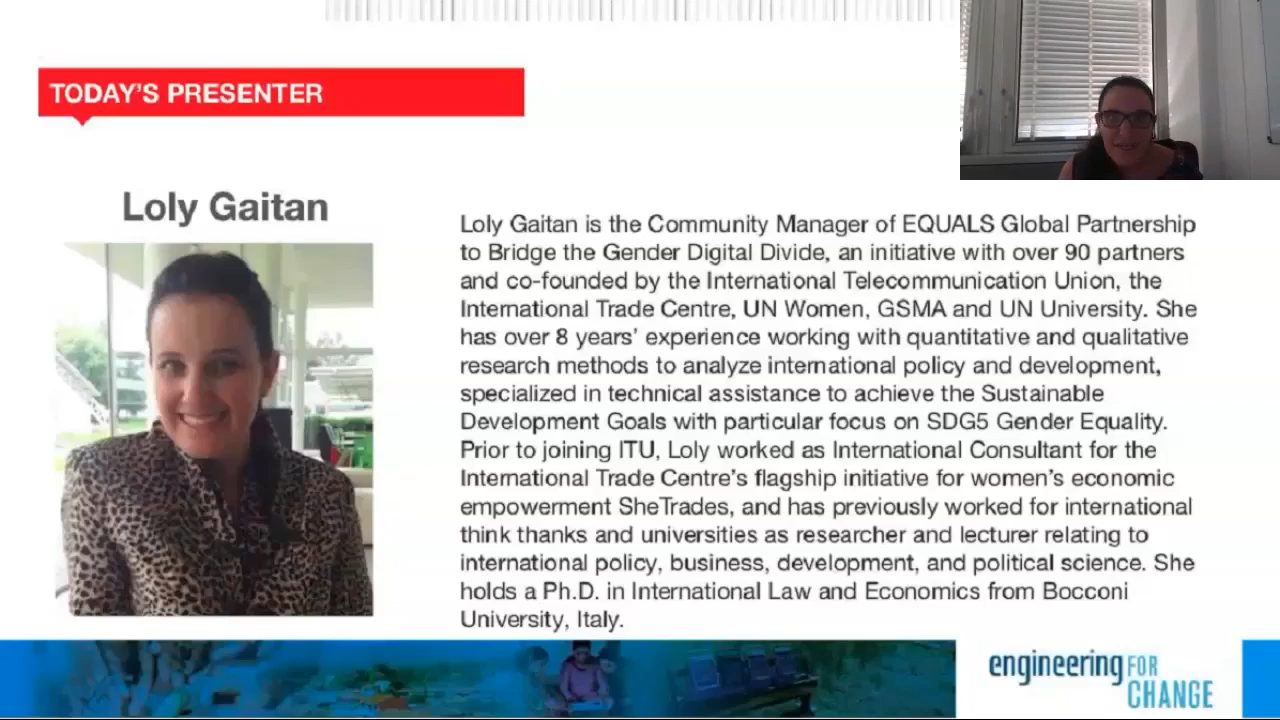 TODAY'S PRESENTER
Loly Gaitan
Loly Gaitan is the Community Manager of EQUALS Global Partnership
to Bridge the Gender Digital Divide, an initiative with over 90 partners
and co-founded by the International Telecommunication Union, the
International Trade Centre, UN Women, GSMA and UN University. She
has over 8 years' experience working with quantitative and qualitative
research methods to analyze international policy and development,
specialized in technical assistance to achieve the Sustainable
Development Goals with particular focus on SDG5 Gender Equality.
Prior to joining ITU, Loly worked as International Consultant for the
International Trade Centre's flagship initiative for women's economic
empowerment SheTrades, and has previously worked for international
think thanks and universities as researcher and lecturer relating to
international policy, business, development, and political science. She
holds a Ph.D. in International Law and Economics from Bocconi
University, Italy.
engineering FOR
CHANGE